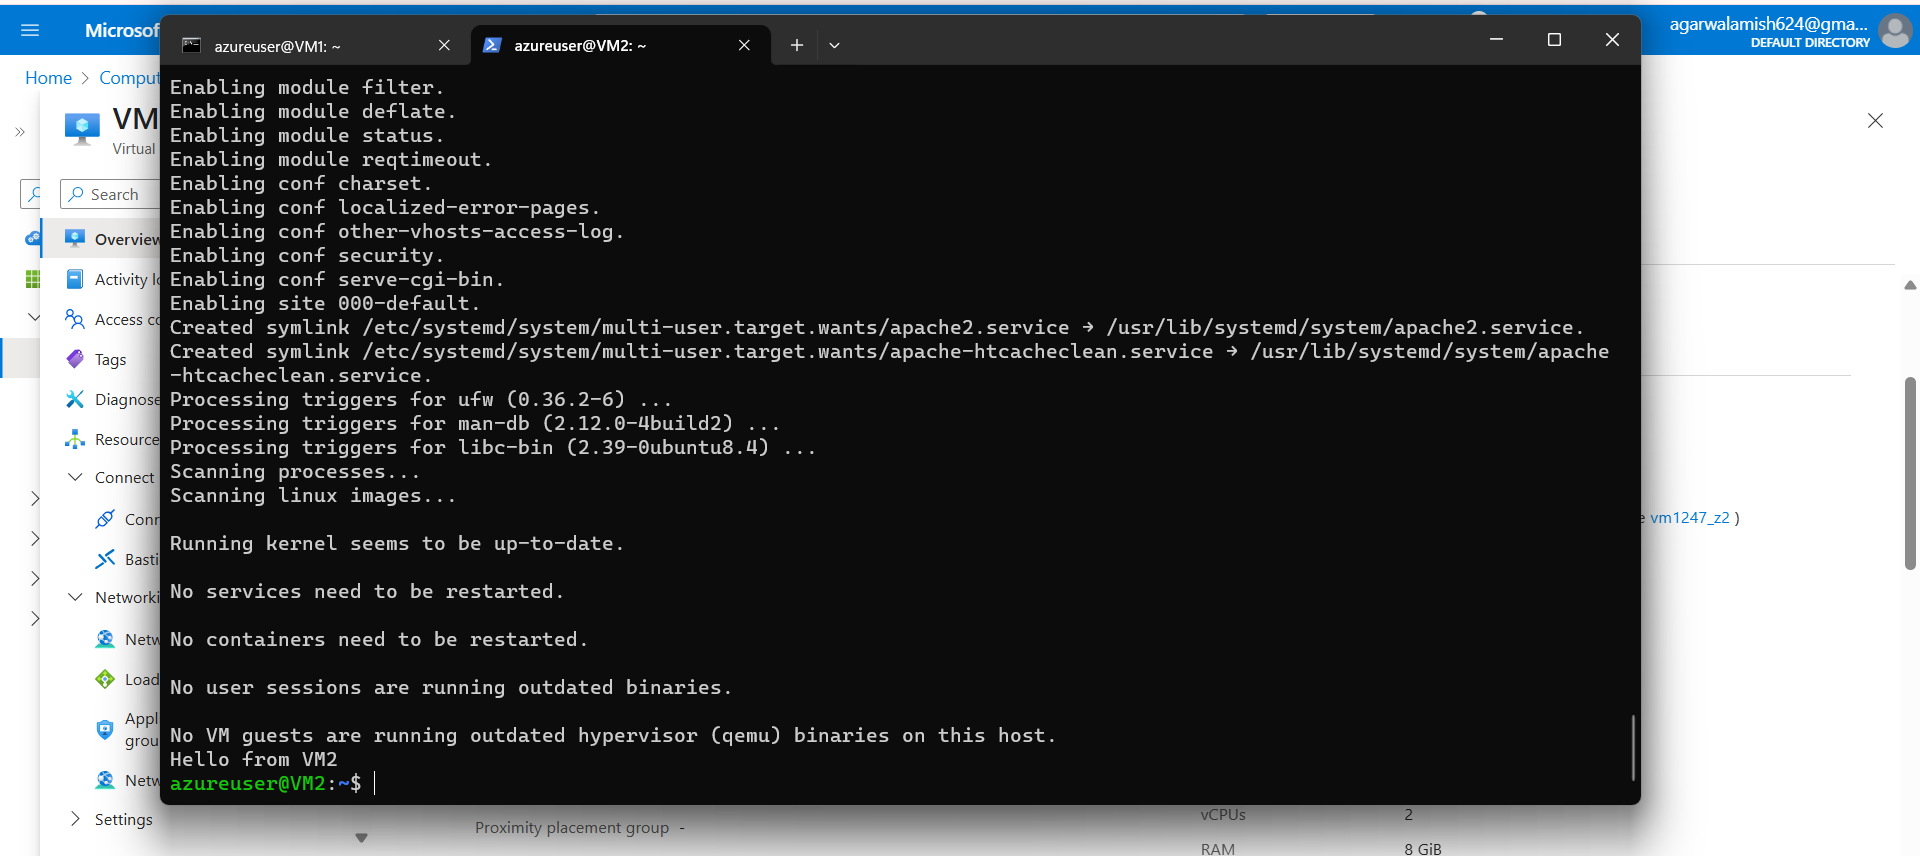 Microsof
agarwalamish624@gma...
DEFAULT DIRECTORY
azureuser@VM1: ~
azureuser@VM2: ~
Home
Comput
VM
Virtual
Search
Overview
Activity lo
Access co
Tags
Diagnose
Resource
Connect
Conn
Basti
Networki
Netw
Load
Appl
grou
Netw
Settings
Enabling module filter.
Enabling module deflate.
Enabling module status.
Enabling module reqtimeout.
Enabling conf charset.
Enabling conf localized-error-pages.
Enabling conf other-vhosts-access-log.
Enabling conf security.
Enabling conf serve-cgi-bin.
Enabling site 000-default.
Created symlink /etc/systemd/system/multi-user.target.wants/apache2.service → /usr/lib/systemd/system/apache2.service.
Created symlink /etc/systemd/system/multi-user.target.wants/apache-htcacheclean.service → /usr/lib/systemd/system/apache
-htcacheclean.service.
Processing triggers for ufw (0.36.2-6) ...
Processing triggers for man-db (2.12.0-4build2) ...
Processing triggers for libc-bin (2.39-0ubuntu8.4) ...
Scanning processes...
Scanning linux images...
Running kernel seems to be up-to-date.
No services need to be restarted.
No containers need to be restarted.
No user sessions are running outdated binaries.
No VM guests are running outdated hypervisor (qemu) binaries on this host.
Hello from VM2
azureuser@VM2:~$
e vm1247_z2 )
Proximity placement group -
vCPUs 2
RAM 8 GiB